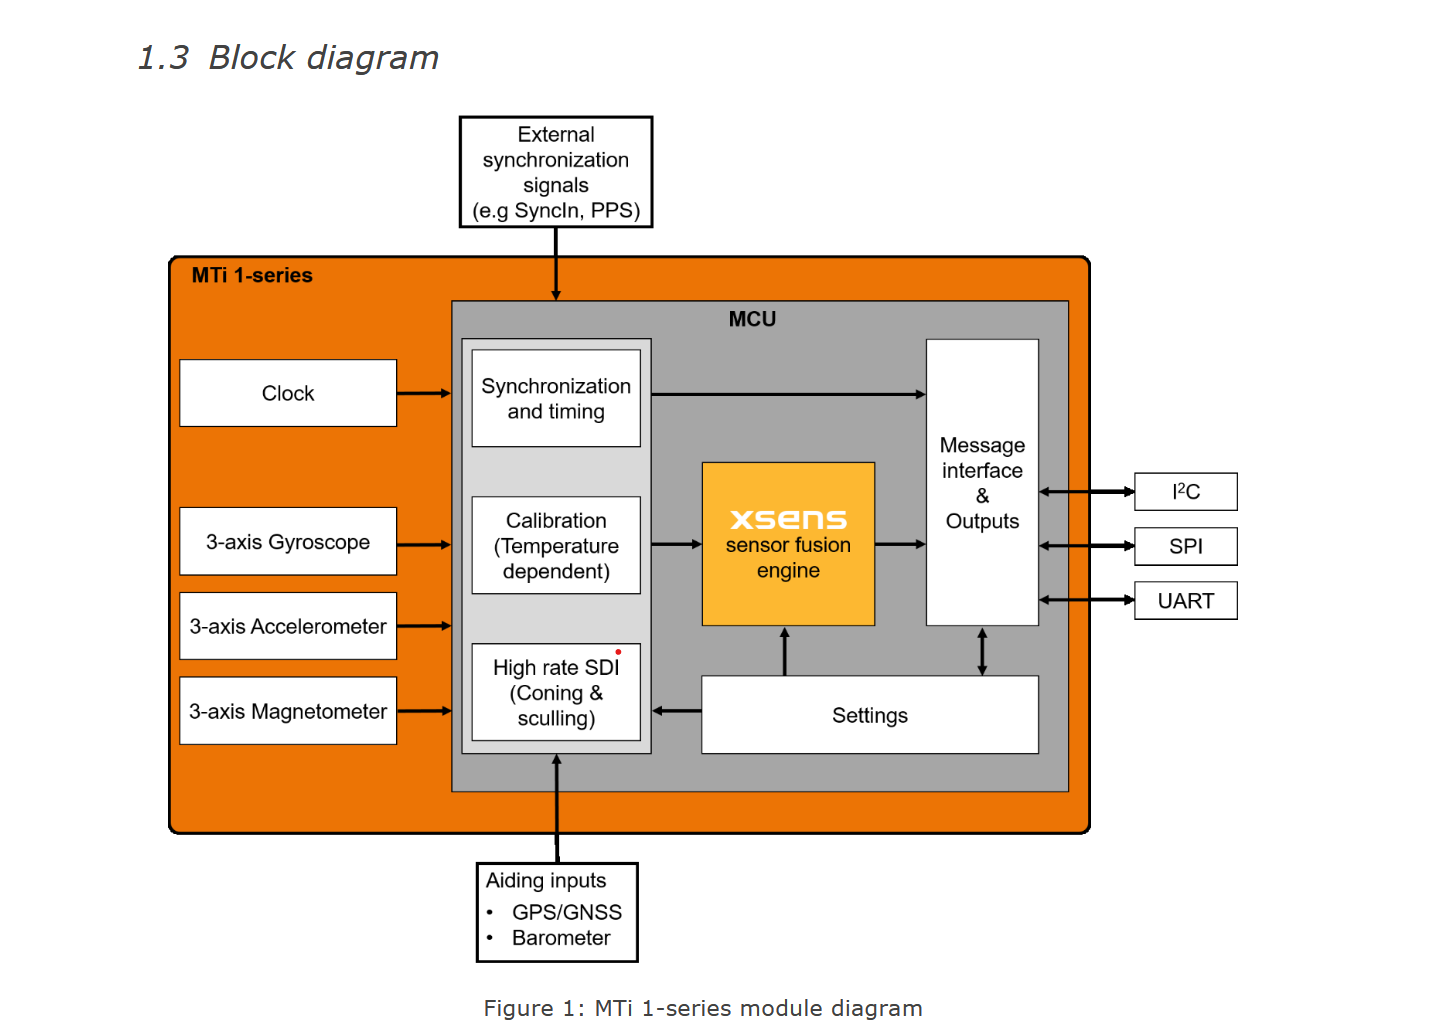 1.3 Block diagram
External
synchronization
signals
(e.g SyncIn, PPS)
MTi 1-series
MCU
Clock
Synchronization
and timing
Message
interface
&
Outputs
I²C
SPI
UART
3-axis Gyroscope
Calibration
(Temperature
dependent)
xsens
sensor fusion
engine
3-axis Accelerometer
3-axis Magnetometer
High rate SDI
(Coning &
sculling)
Settings
Aiding inputs
• GPS/GNSS
• Barometer
Figure 1: MTi 1-series module diagram